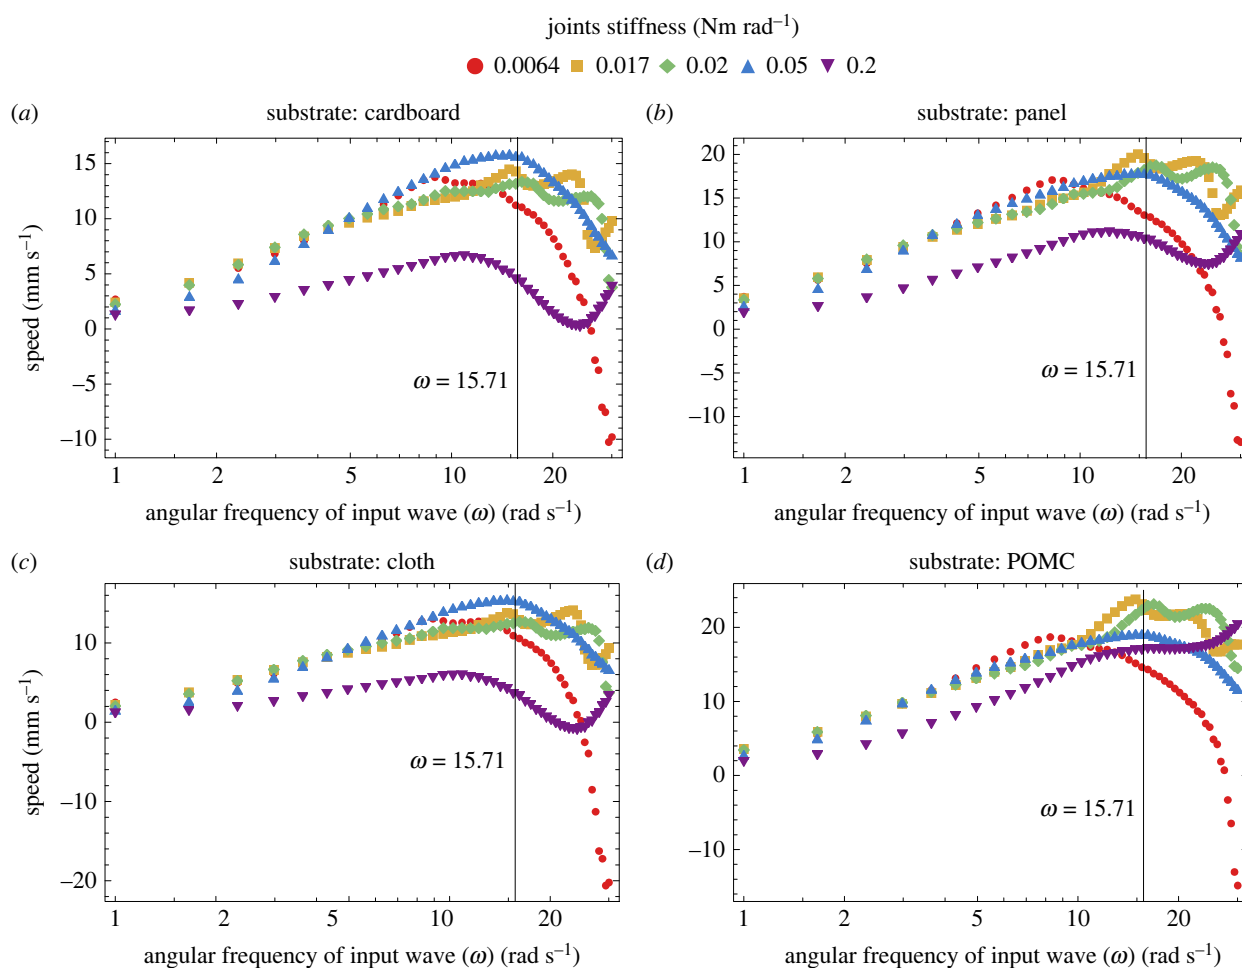 joints stiffness (Nm rad⁻¹)
0.0064 0.017 0.02 0.05 0.2
(a) substrate: cardboard
15
10
5
0
−5
−10
speed (mm s⁻¹)
ω = 15.71
1 2 5 10 20
angular frequency of input wave (ω) (rad s⁻¹)
(b) substrate: panel
20
15
10
5
0
−5
−10
ω = 15.71
1 2 5 10 20
angular frequency of input wave (ω) (rad s⁻¹)
(c) substrate: cloth
10
0
−10
−20
speed (mm s⁻¹)
ω = 15.71
1 2 5 10 20
angular frequency of input wave (ω) (rad s⁻¹)
(d) substrate: POMC
20
10
0
−10
ω = 15.71
1 2 5 10 20
angular frequency of input wave (ω) (rad s⁻¹)